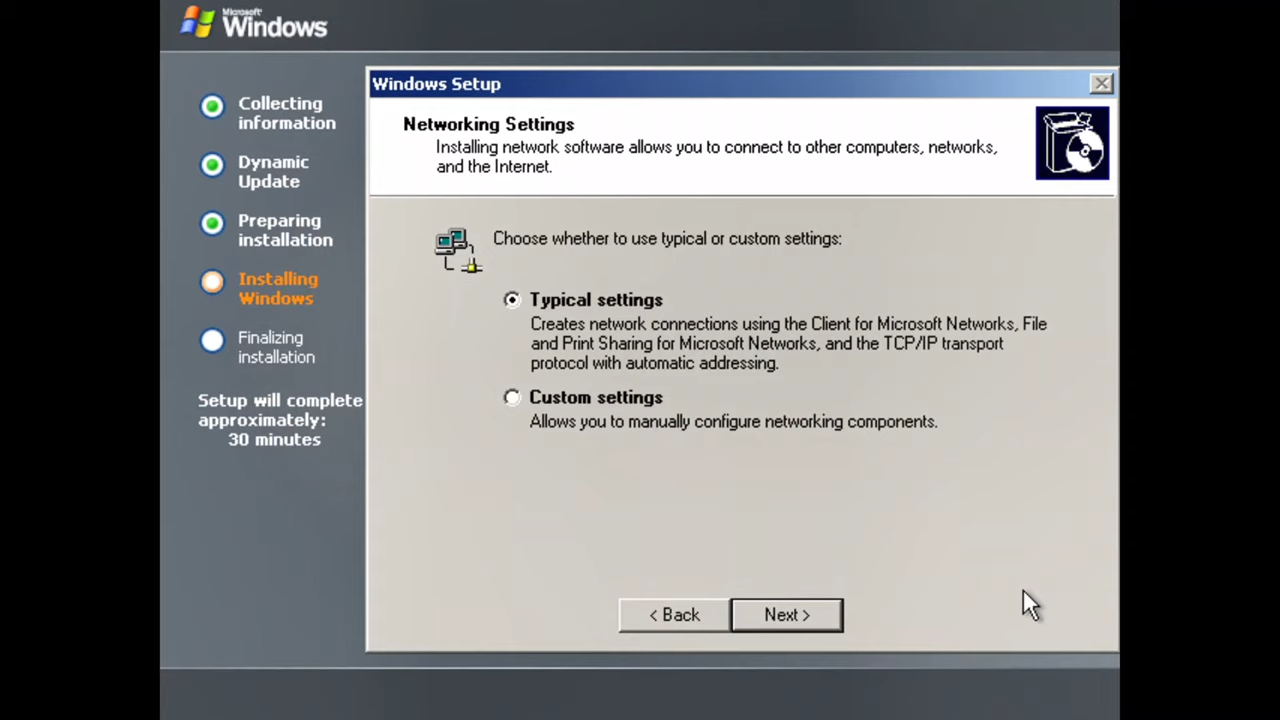 Microsoft
Windows
Collecting
information
Dynamic
Update
Preparing
installation
Installing
Windows
Finalizing
installation
Setup will complete
approximately:
30 minutes
Windows Setup
Networking Settings
Installing network software allows you to connect to other computers, networks,
and the Internet.
Choose whether to use typical or custom settings:
Typical settings
Creates network connections using the Client for Microsoft Networks, File
and Print Sharing for Microsoft Networks, and the TCP/IP transport
protocol with automatic addressing.
Custom settings
Allows you to manually configure networking components.
< Back
Next >